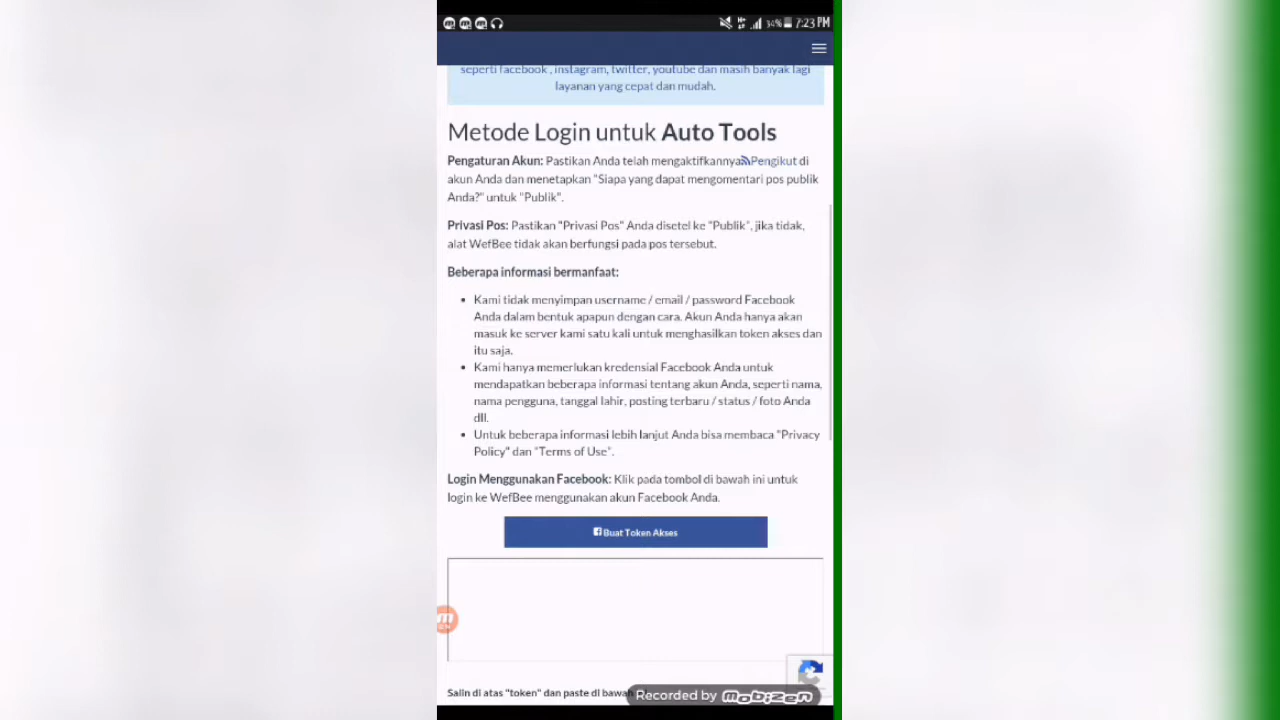 34% 7:23 PM
seperti facebook , instagram, twitter, youtube dan masih banyak lagi
layanan yang cepat dan mudah.
Metode Login untuk Auto Tools
Pengaturan Akun: Pastikan Anda telah mengaktifkannya Pengikut di
akun Anda dan menetapkan "Siapa yang dapat mengomentari pos publik
Anda?" untuk "Publik".
Privasi Pos: Pastikan "Privasi Pos" Anda disetel ke "Publik", jika tidak,
alat WefBee tidak akan berfungsi pada pos tersebut.
Beberapa informasi bermanfaat:
• Kami tidak menyimpan username / email / password Facebook
Anda dalam bentuk apapun dengan cara. Akun Anda hanya akan
masuk ke server kami satu kali untuk menghasilkan token akses dan
itu saja.
• Kami hanya memerlukan kredensial Facebook Anda untuk
mendapatkan beberapa informasi tentang akun Anda, seperti nama,
nama pengguna, tanggal lahir, posting terbaru / status / foto Anda
dll.
• Untuk beberapa informasi lebih lanjut Anda bisa membaca "Privacy
Policy" dan "Terms of Use".
Login Menggunakan Facebook: Klik pada tombol di bawah ini untuk
login ke WefBee menggunakan akun Facebook Anda.
Buat Token Akses
Salin di atas "token" dan paste di bawah
Recorded by mobizen